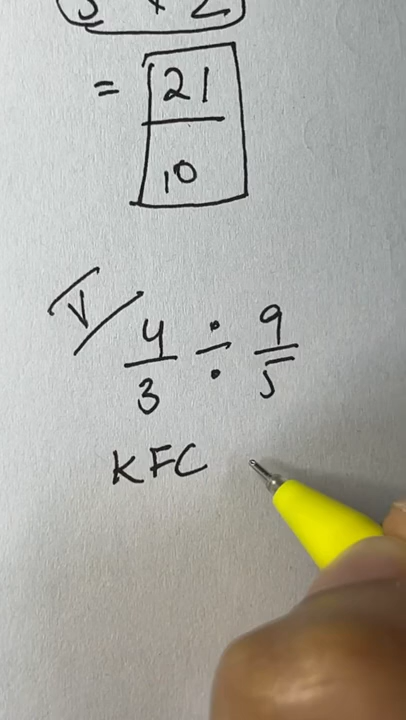 = 21/10
V/ 4/3 ÷ 9/5
KFC